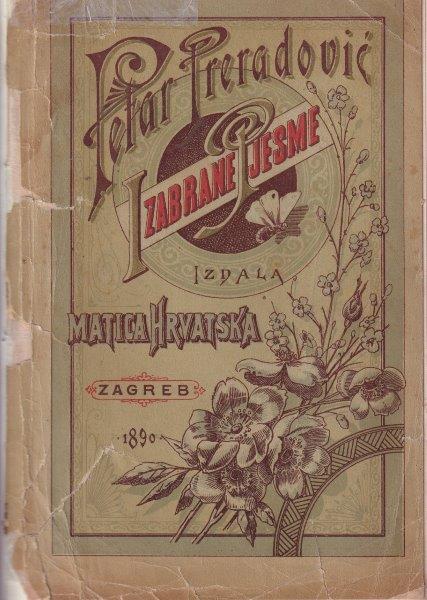 Petar Preradović
IZABRANE PJESME
IZDALA
MATICA HRVATSKA
ZAGREB
1890